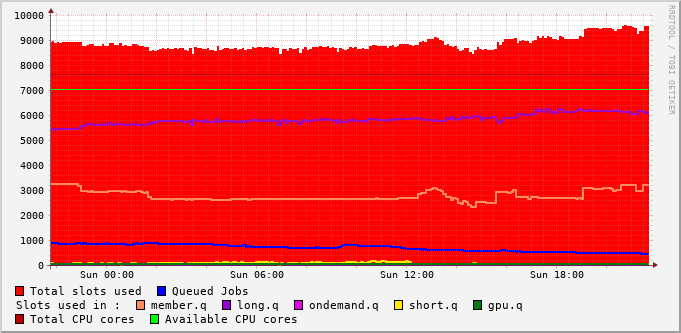 10000
9000
8000
7000
6000
5000
4000
3000
2000
1000
0
Sun 00:00 Sun 06:00 Sun 12:00 Sun 18:00
RRDTOOL / TOBI OETIKER
Total slots used Queued Jobs
Slots used in : member.q long.q ondemand.q short.q gpu.q
Total CPU cores Available CPU cores